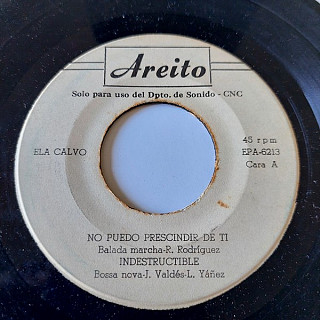 Areito
Solo para uso del Dpto. de Sonido - CNC
ELA CALVO
45 rpm
EPA-6213
Cara A
NO PUEDO PRESCINDIR DE TI
Balada marcha-R. Rodríguez
INDESTRUCTIBLE
Bossa nova-J. Valdés-L. Yáñez